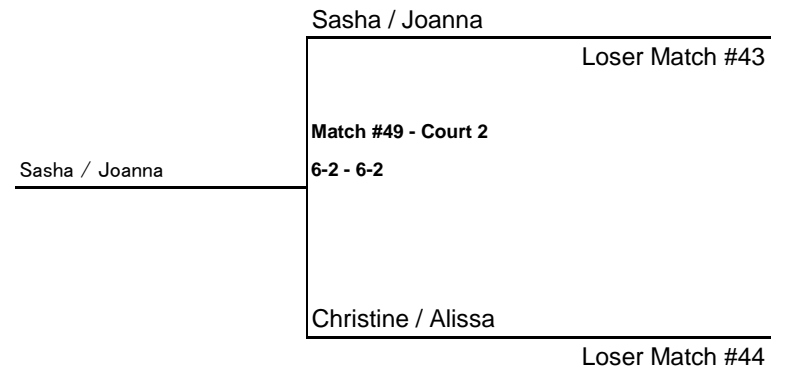 Sasha / Joanna
Loser Match #43
Match #49 - Court 2
Sasha / Joanna
6-2 - 6-2
Christine / Alissa
Loser Match #44